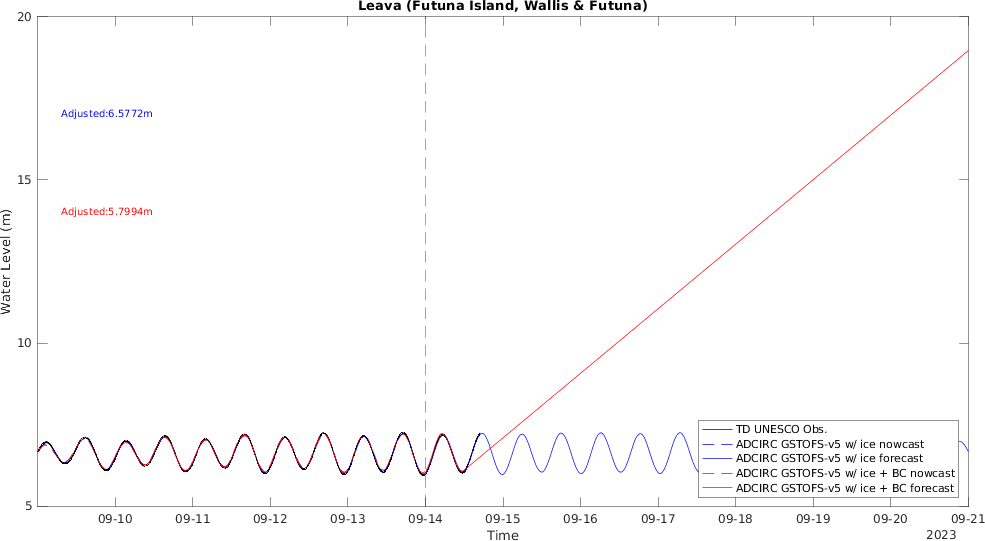 Leava (Futuna Island, Wallis & Futuna)
20
Adjusted:6.5772m
15
Adjusted:5.7994m
Water Level (m)
10
TD UNESCO Obs.
ADCIRC GSTOFS-v5 w/ ice nowcast
ADCIRC GSTOFS-v5 w/ ice forecast
ADCIRC GSTOFS-v5 w/ ice + BC nowcast
ADCIRC GSTOFS-v5 w/ ice + BC forecast
5
09-10 09-11 09-12 09-13 09-14 09-15 09-16 09-17 09-18 09-19 09-20 09-21
Time
2023